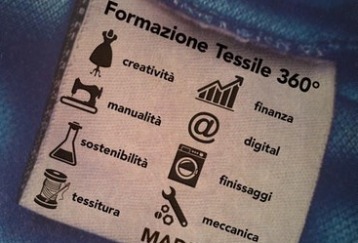 Formazione Tessile 360°
creatività
manualità
sostenibilità
tessitura
finanza
@
digital
finissaggi
meccanica